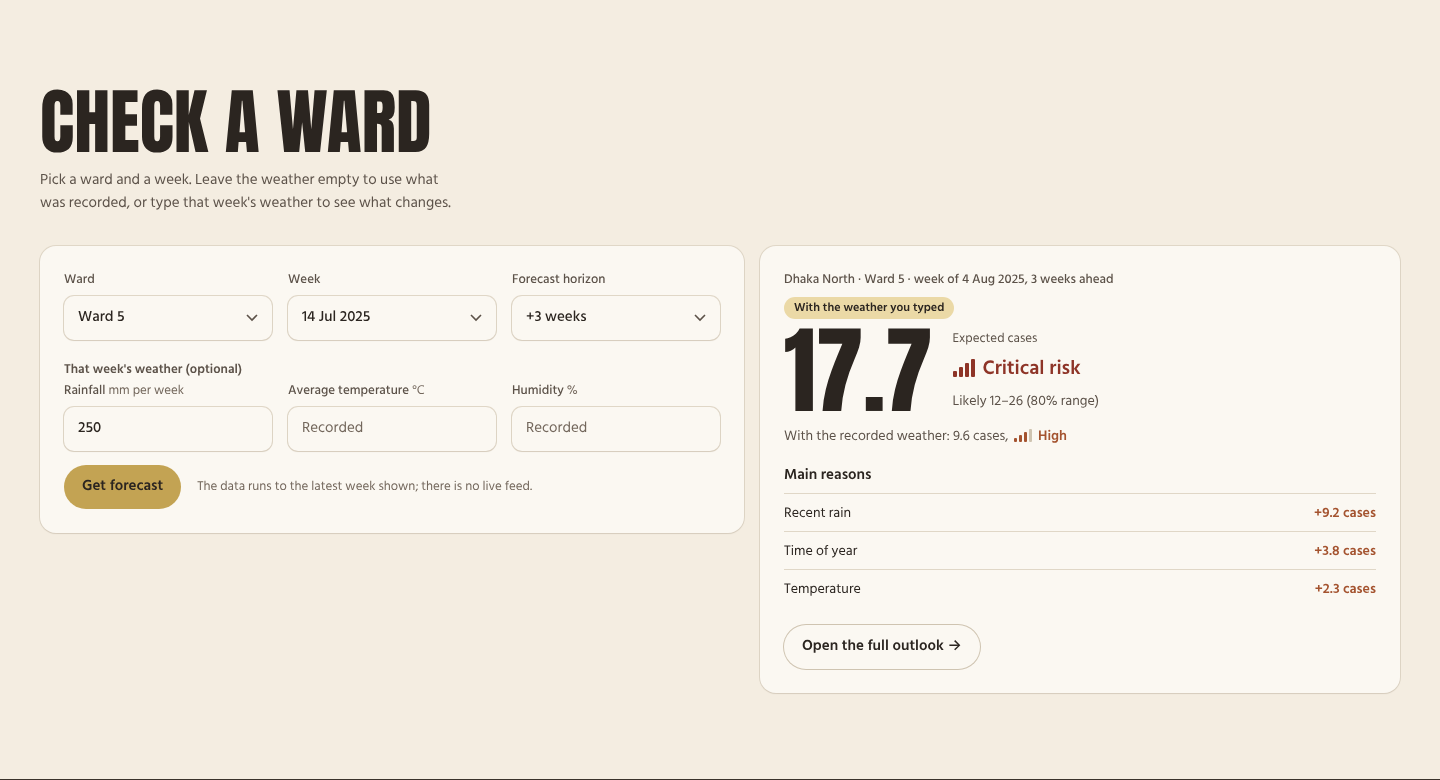 CHECK A WARD
Pick a ward and a week. Leave the weather empty to use what
was recorded, or type that week's weather to see what changes.
Ward
Week
Forecast horizon
Ward 5
14 Jul 2025
+3 weeks
That week's weather (optional)
Rainfall mm per week
Average temperature °C
Humidity %
250
Recorded
Recorded
Get forecast
The data runs to the latest week shown; there is no live feed.
Dhaka North · Ward 5 · week of 4 Aug 2025, 3 weeks ahead
With the weather you typed
17.7
Expected cases
Critical risk
Likely 12–26 (80% range)
With the recorded weather: 9.6 cases, High
Main reasons
Recent rain +9.2 cases
Time of year +3.8 cases
Temperature +2.3 cases
Open the full outlook →